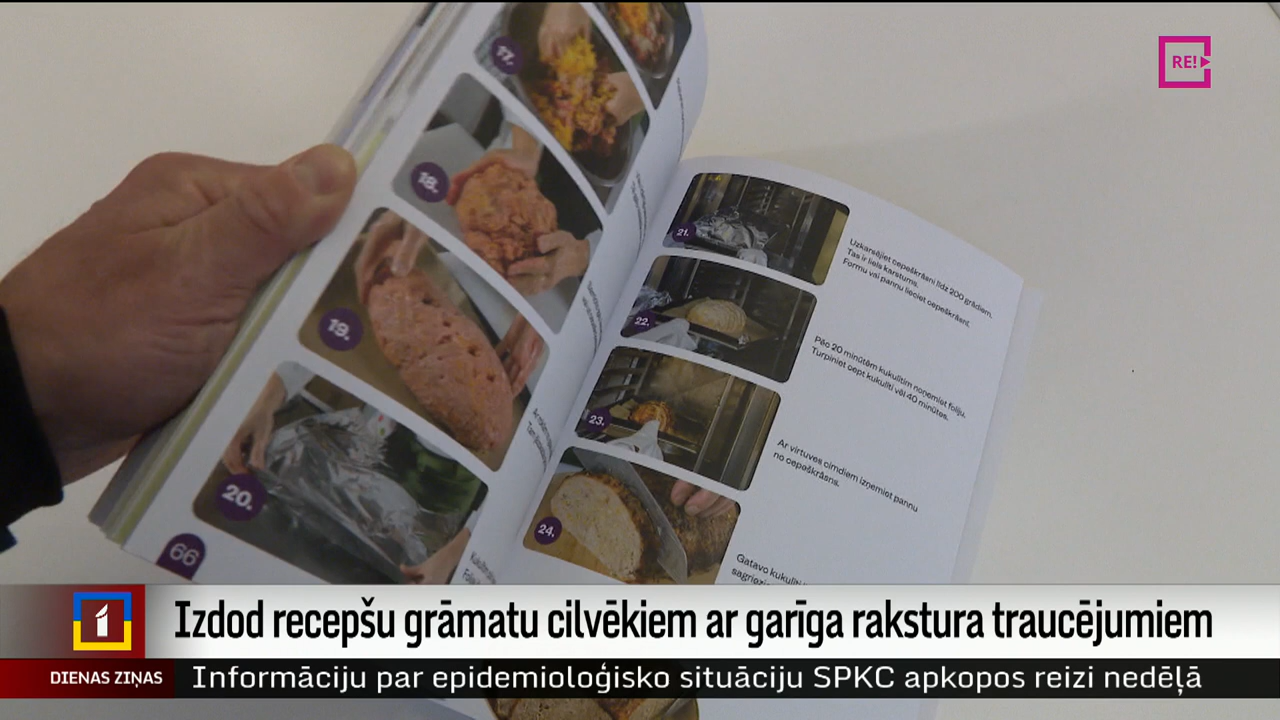 RE!
17.
18.
19.
20.
66
21.
Uzkarsējiet cepeškrāsni līdz 200 grādiem.
Tas ir liels karstums.
Formu vai pannu lieciet cepeškrāsnī.
22.
Pēc 20 minūtēm kukulītim noņemiet foliju.
Turpiniet cept kukulīti vēl 40 minūtes.
23.
Ar virtuves cimdiem izņemiet pannu
no cepeškrāsns.
24.
Gatavo kukulīti
1
Izdod recepšu grāmatu cilvēkiem ar garīga rakstura traucējumiem
DIENAS ZIŅAS
Informāciju par epidemioloģisko situāciju SPKC apkopos reizi nedēļā